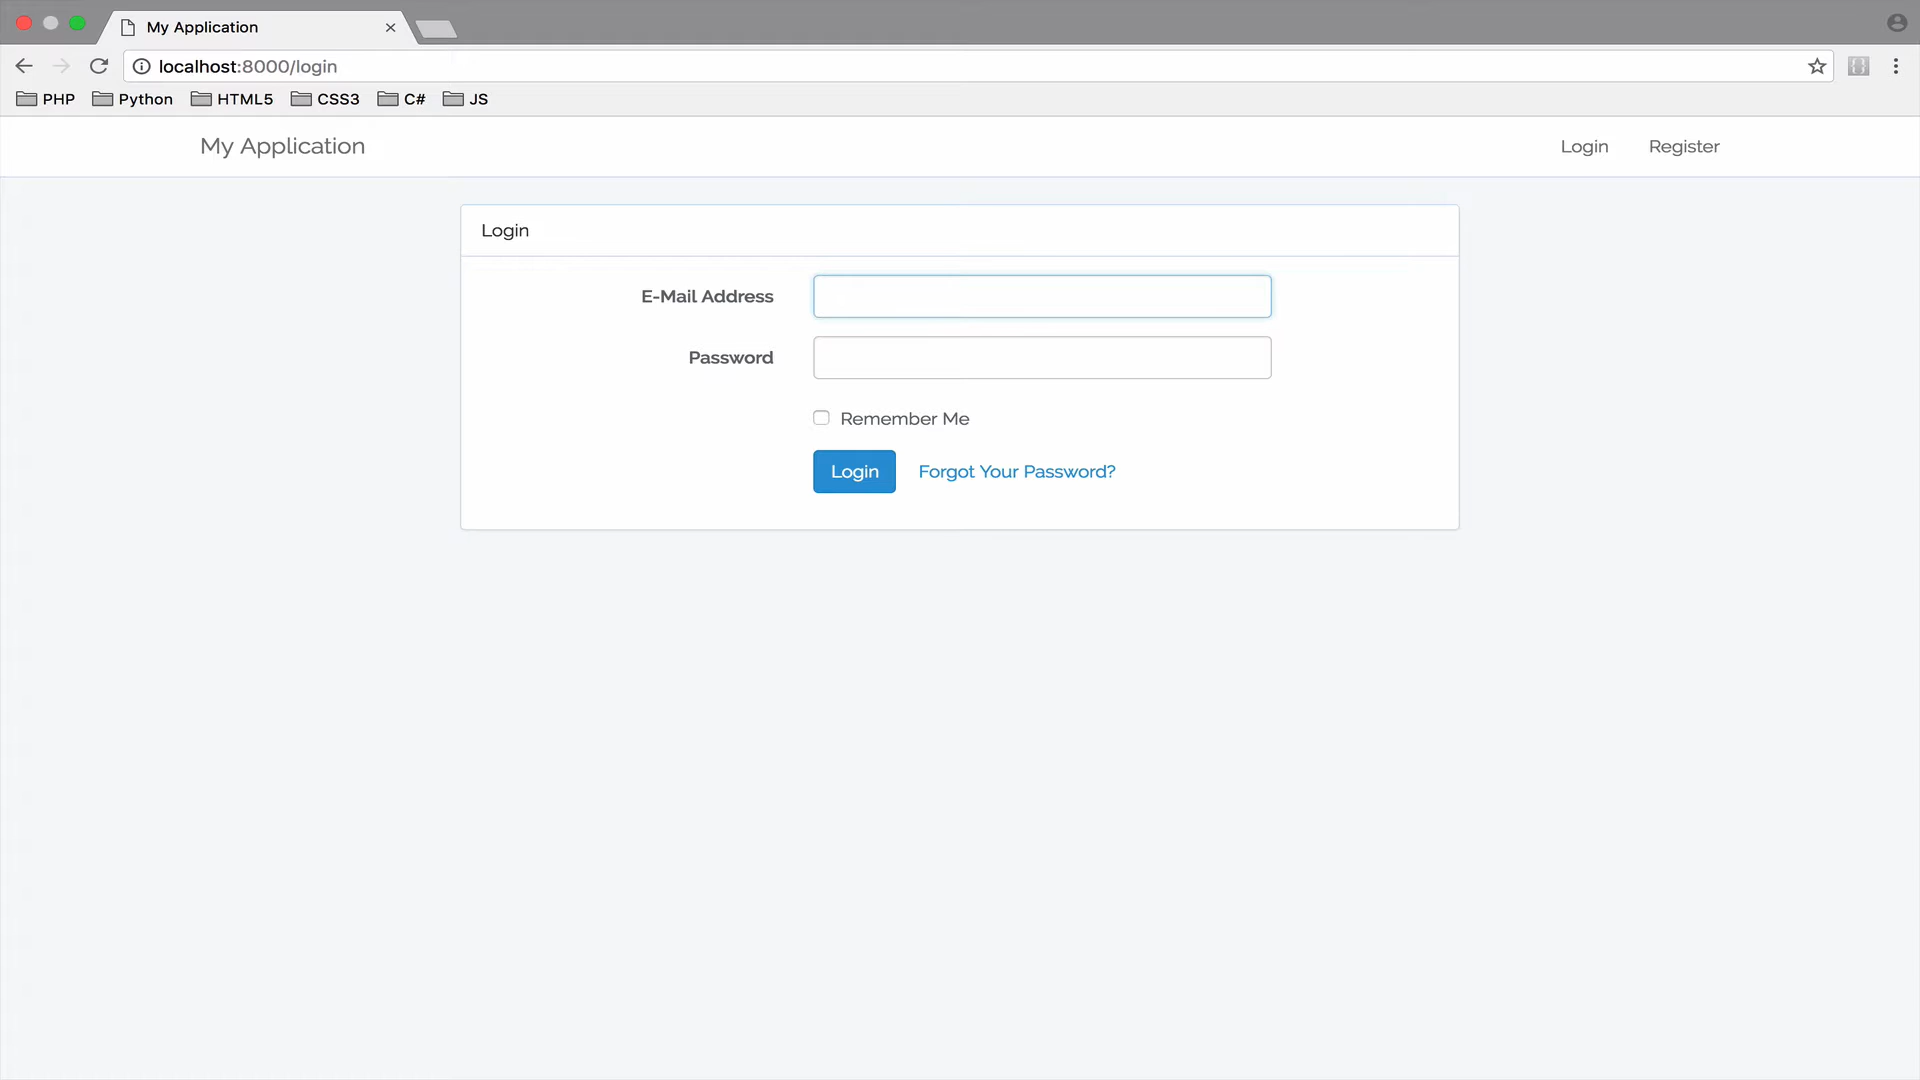 My Application
localhost:8000/login
PHP Python HTML5 CSS3 C# JS
My Application Login Register
Login
E-Mail Address
Password
Remember Me
Login Forgot Your Password?